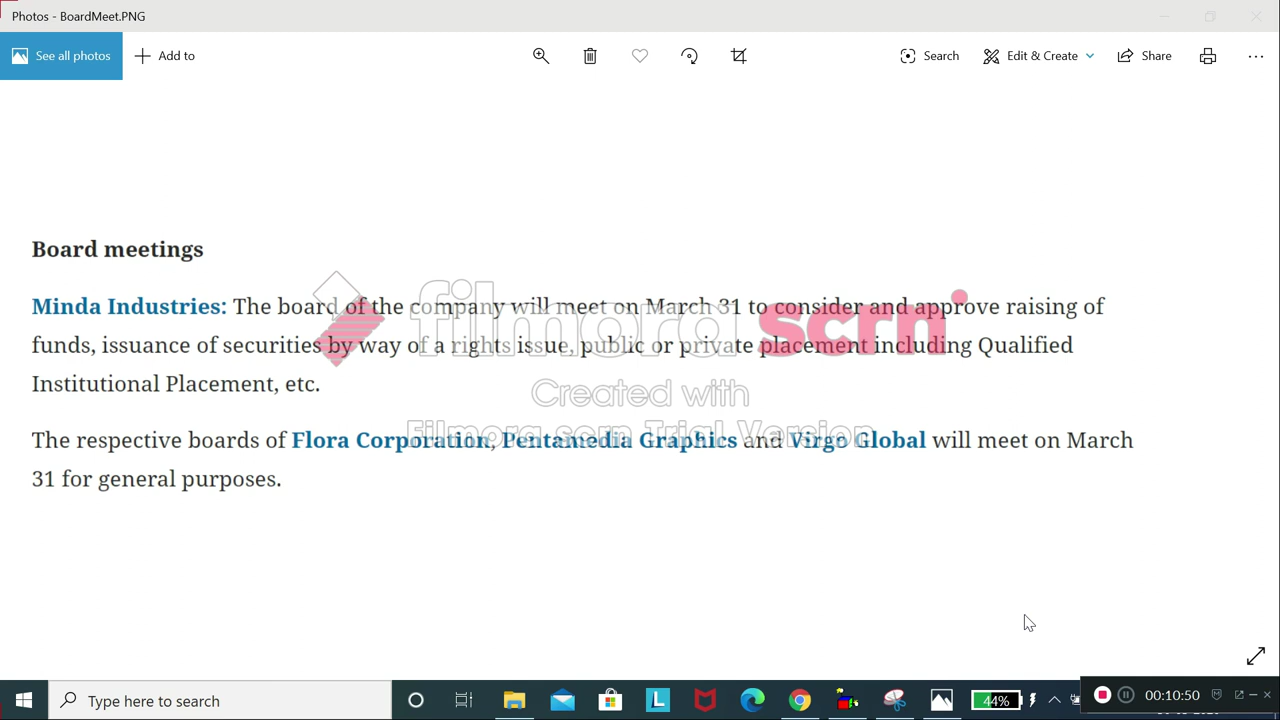 Photos - BoardMeet.PNG
See all photos
Add to
Search
Edit & Create
Share
Board meetings
Minda Industries: The board of the company will meet on March 31 to consider and approve raising of
funds, issuance of securities by way of a rights issue, public or private placement including Qualified
Institutional Placement, etc.
filmora scrn
Created with
Filmora scrn Trial Version
The respective boards of Flora Corporation, Pentamedia Graphics and Virgo Global will meet on March
31 for general purposes.
Type here to search
44%
00:10:50